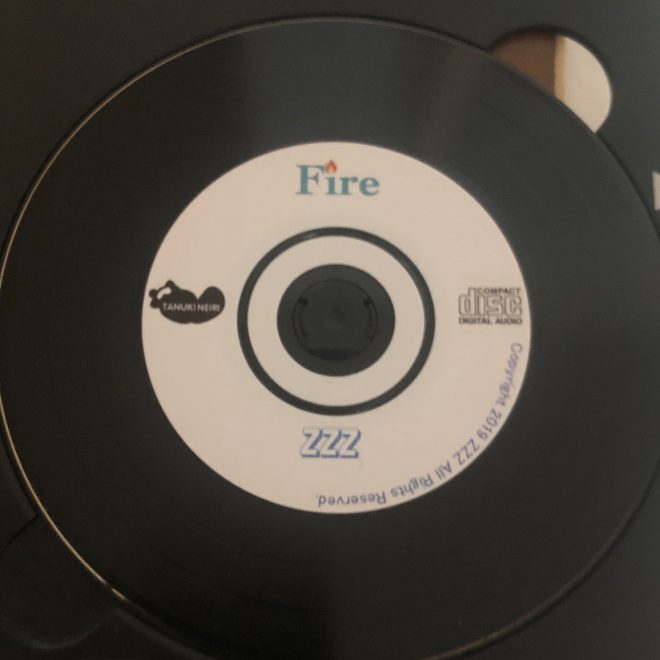 Fire
TANUKI NEIRI
COMPACT
disc
DIGITAL AUDIO
ZZZ
Copyright 2019 ZZZ All Rights Reserved.